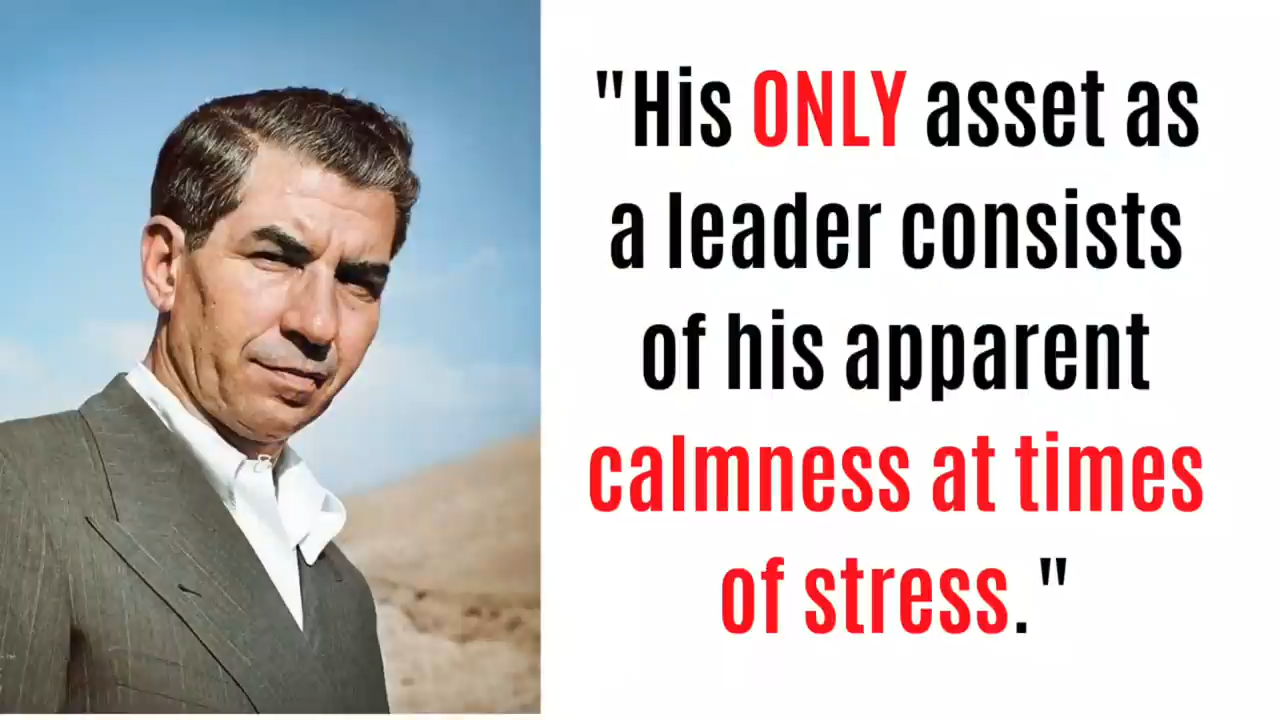 "His ONLY asset as
a leader consists
of his apparent
calmness at times
of stress."